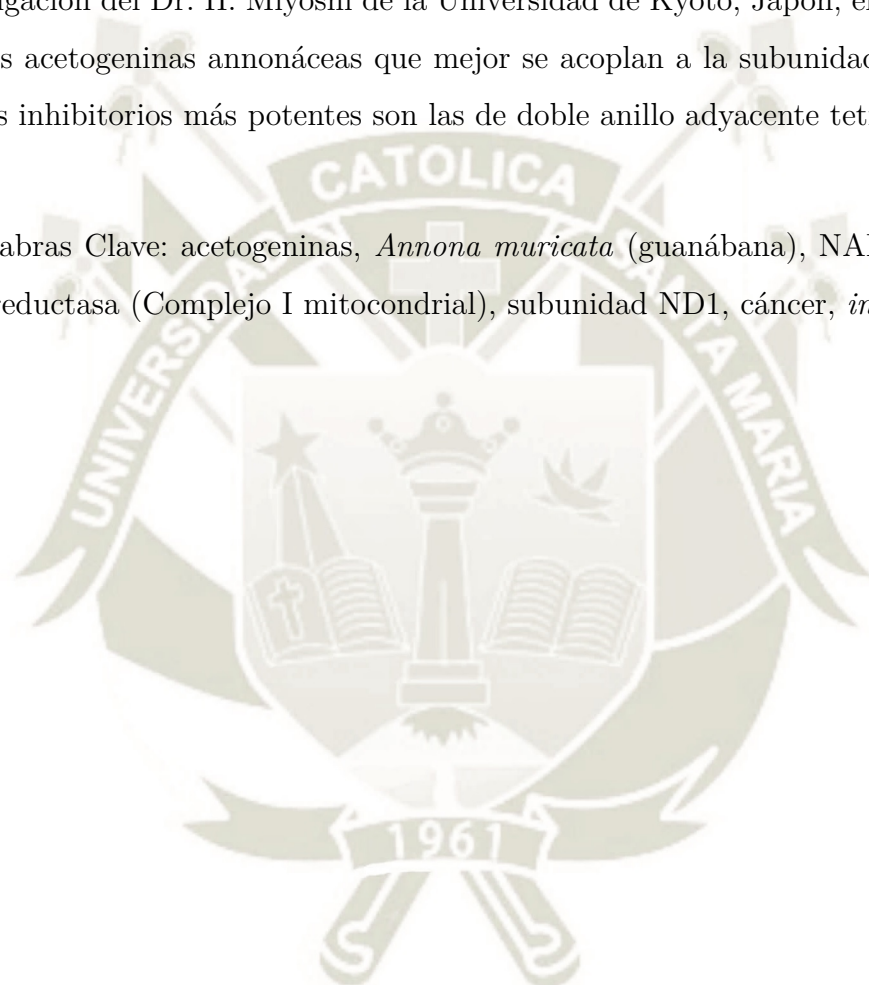 igación del Dr. H. Miyoshi de la Universidad de Kyoto, Japón, e
s acetogeninas annonáceas que mejor se acoplan a la subunidad
s inhibitorios más potentes son las de doble anillo adyacente tet
abras Clave: acetogeninas, Annona muricata (guanábana), NA
reductasa (Complejo I mitocondrial), subunidad ND1, cáncer, in
UNIVERSIDAD CATOLICA SANTA MARIA
1961